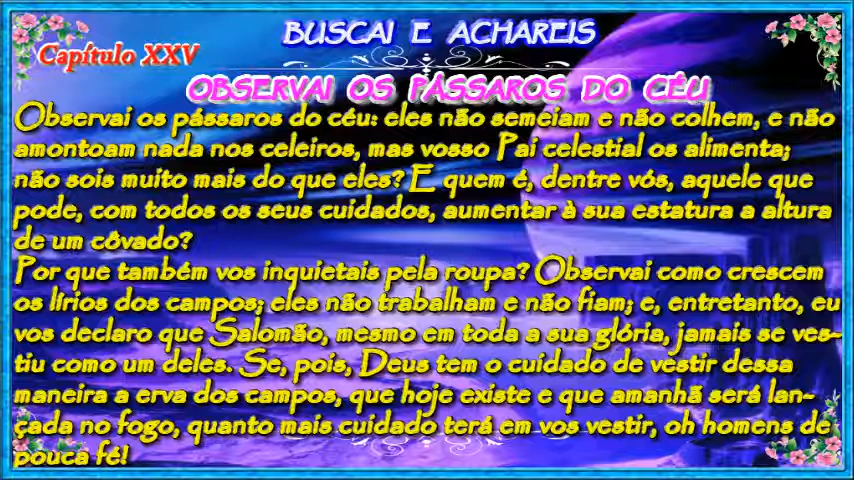 BUSCAI E ACHAREIS
Capítulo XXV
OBSERVAI OS PÁSSAROS DO CÉU
Observai os pássaros do céu: eles não semeiam e não colhem, e não
amontoam nada nos celeiros, mas vosso Pai celestial os alimenta;
não sois muito mais do que eles? E quem é, dentre vós, aquele que
pode, com todos os seus cuidados, aumentar à sua estatura a altura
de um côvado?
Por que também vos inquietais pela roupa? Observai como crescem
os lírios dos campos; eles não trabalham e não fiam; e, entretanto, eu
vos declaro que Salomão, mesmo em toda a sua glória, jamais se ves-
tiu como um deles. Se, pois, Deus tem o cuidado de vestir dessa
maneira a erva dos campos, que hoje existe e que amanhã será lan-
çada no fogo, quanto mais cuidado terá em vos vestir, oh homens de
pouca fé!